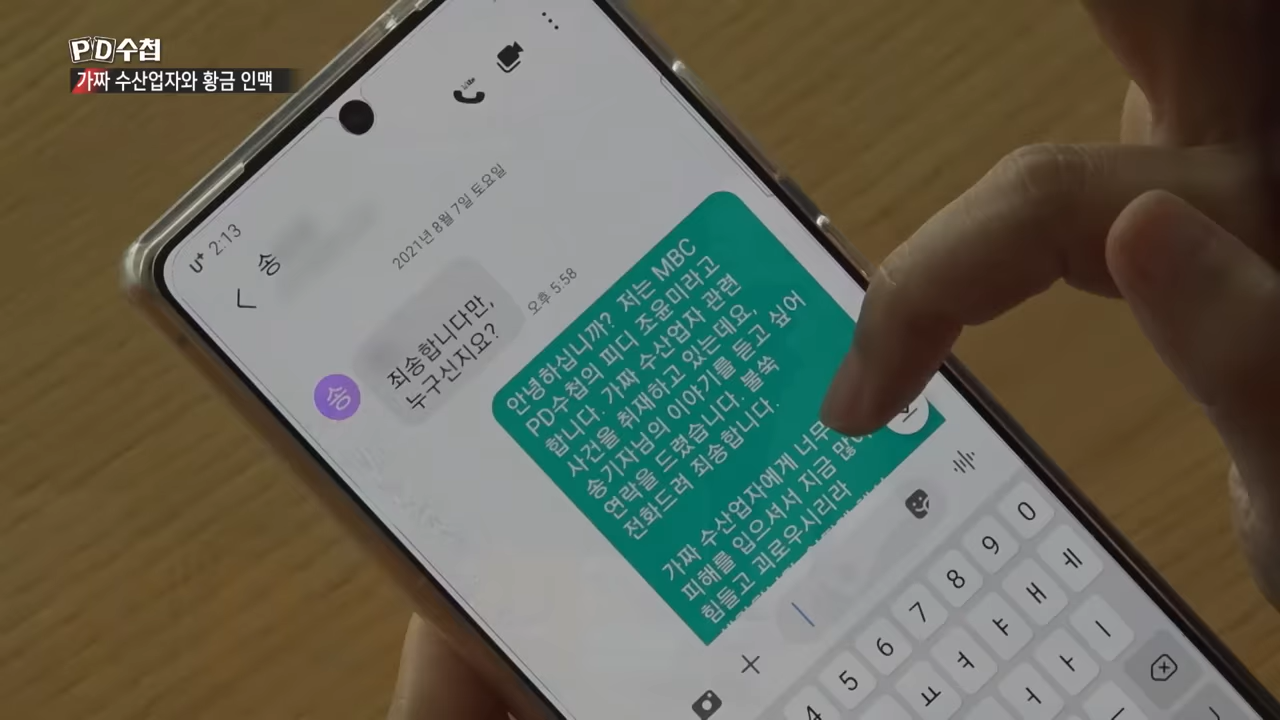 PD수첩
가짜 수산업자와 황금 인맥
U+ 2:13
송
2021년 8월 7일 토요일
송
죄송합니다만,
누구신지요?
오후 5:58
안녕하십니까? 저는 MBC
PD수첩의 피디 조윤미라고
합니다. 가짜 수산업자 관련
사건을 취재하고 있는데요,
송기자님의 이야기를 듣고 싶어
연락을 드렸습니다. 불쑥
전화드려 죄송합니다.
가짜 수산업자에게 너무
피해를 입으셔서 지금 많이
힘들고 괴로우시리라
4 5 6 7 8 9 0
ㅛ ㅕ ㅑ ㅐ ㅔ
ㅓ ㅏ ㅣ
ㅡ